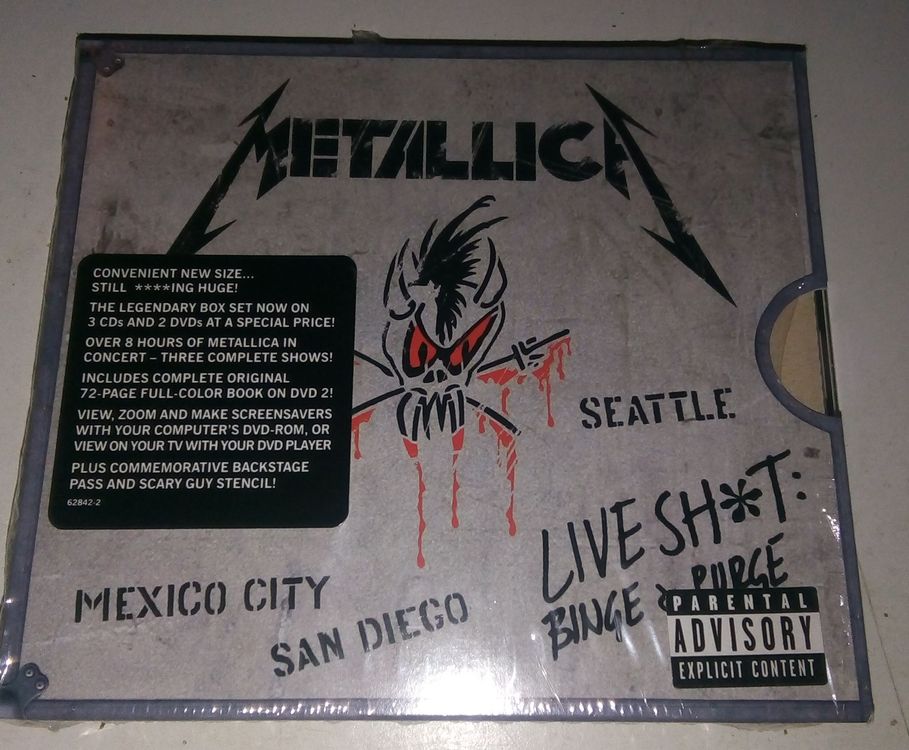 METALLICA
CONVENIENT NEW SIZE...
STILL ****ING HUGE!
THE LEGENDARY BOX SET NOW ON
3 CDs AND 2 DVDs AT A SPECIAL PRICE!
OVER 8 HOURS OF METALLICA IN
CONCERT – THREE COMPLETE SHOWS!
INCLUDES COMPLETE ORIGINAL
72-PAGE FULL-COLOR BOOK ON DVD 2!
VIEW, ZOOM AND MAKE SCREENSAVERS
WITH YOUR COMPUTER'S DVD-ROM, OR
VIEW ON YOUR TV WITH YOUR DVD PLAYER
PLUS COMMEMORATIVE BACKSTAGE
PASS AND SCARY GUY STENCIL!
62842-2
SEATTLE
MEXICO CITY
SAN DIEGO
LIVE SH*T:
BINGE & PURGE
PARENTAL
ADVISORY
EXPLICIT CONTENT